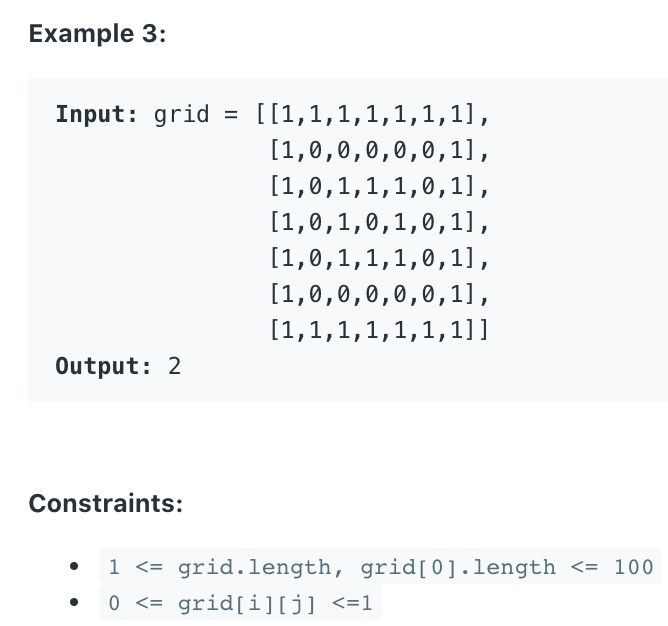 Example 3:
Input: grid = [[1,1,1,1,1,1,1],
[1,0,0,0,0,0,1],
[1,0,1,1,1,0,1],
[1,0,1,0,1,0,1],
[1,0,1,1,1,0,1],
[1,0,0,0,0,0,1],
[1,1,1,1,1,1,1]]
Output: 2
Constraints:
• 1 <= grid.length, grid[0].length <= 100
• 0 <= grid[i][j] <=1